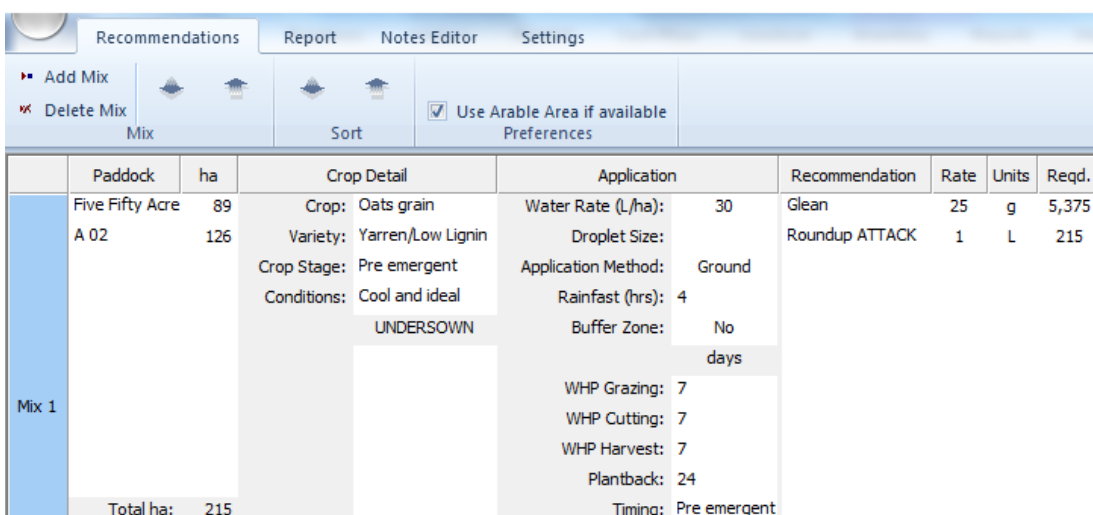 Recommendations Report Notes Editor Settings
Add Mix
Delete Mix
Use Arable Area if available
Mix Sort Preferences
Paddock ha Crop Detail Application Recommendation Rate Units Reqd.
Five Fifty Acre 89 Crop: Oats grain Water Rate (L/ha): 30 Glean 25 g 5,375
A 02 126 Variety: Yarren/Low Lignin Droplet Size: Roundup ATTACK 1 L 215
Crop Stage: Pre emergent Application Method: Ground
Conditions: Cool and ideal Rainfast (hrs): 4
UNDERSOWN Buffer Zone: No
days
WHP Grazing: 7
Mix 1
WHP Cutting: 7
WHP Harvest: 7
Plantback: 24
Total ha: 215 Timing: Pre emergent